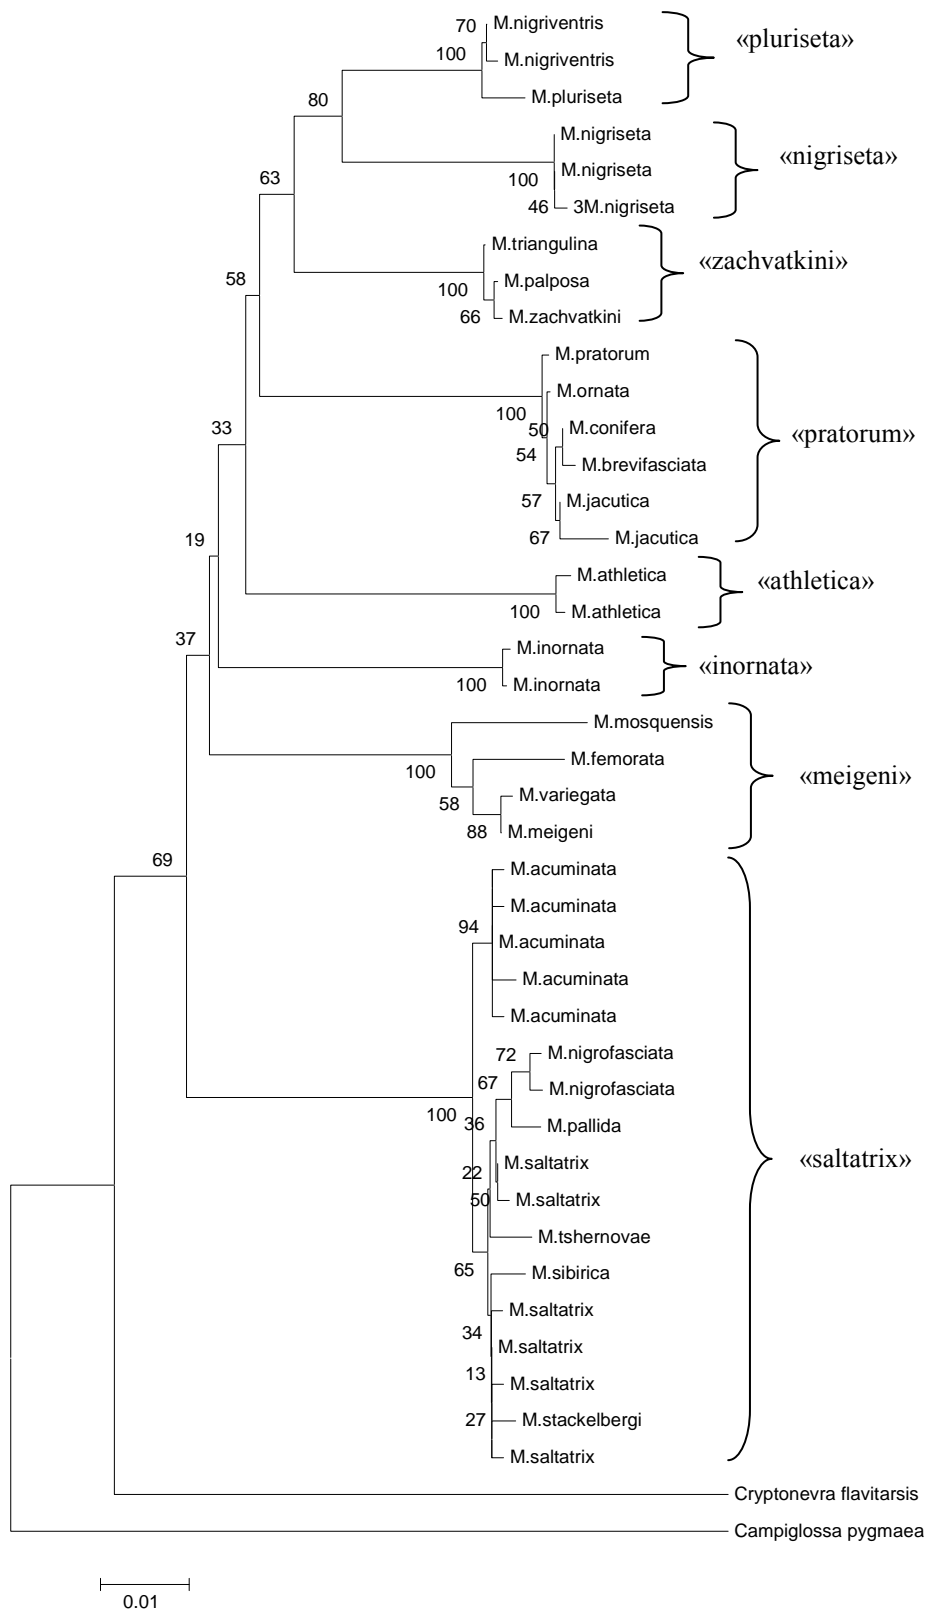 70
M.nigriventris
«pluriseta»
100
M.nigriventris
M.pluriseta
80
M.nigriseta
«nigriseta»
M.nigriseta
100
46
3M.nigriseta
63
M.triangulina
«zachvatkini»
58
M.palposa
100
66
M.zachvatkini
M.pratorum
M.ornata
100
50
M.conifera
33
«pratorum»
54
M.brevifasciata
57
M.jacutica
67
M.jacutica
19
M.athletica
«athletica»
100
M.athletica
37
M.inornata
«inornata»
100
M.inornata
M.mosquensis
M.femorata
100
«meigeni»
58
M.variegata
88
M.meigeni
69
M.acuminata
M.acuminata
94
M.acuminata
M.acuminata
M.acuminata
72
M.nigrofasciata
67
M.nigrofasciata
100
36
M.pallida
«saltatrix»
22
M.saltatrix
50
M.saltatrix
M.tshernovae
65
M.sibirica
M.saltatrix
34
M.saltatrix
13
M.saltatrix
27
M.stackelbergi
M.saltatrix
Cryptonevra flavitarsis
Campiglossa pygmaea
0.01